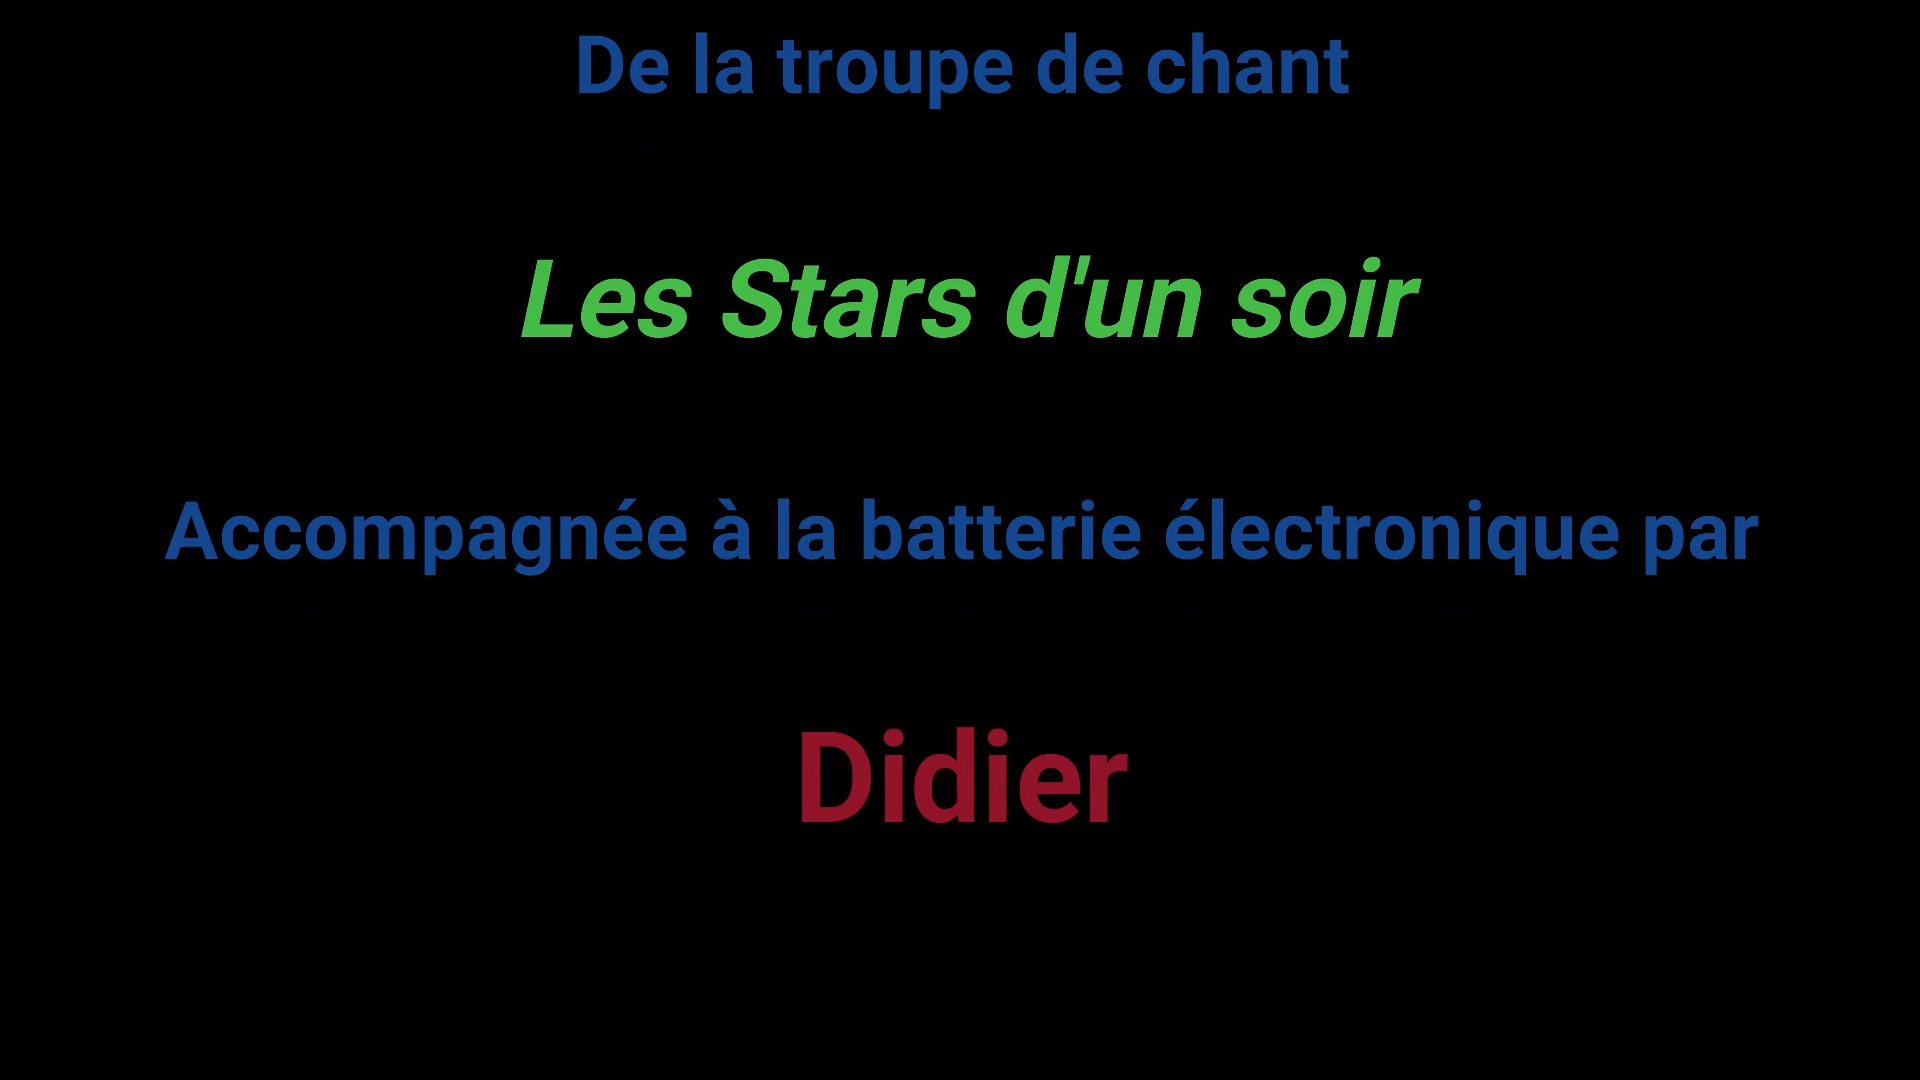 De la troupe de chant
Les Stars d'un soir
Accompagnée à la batterie électronique par
Didier